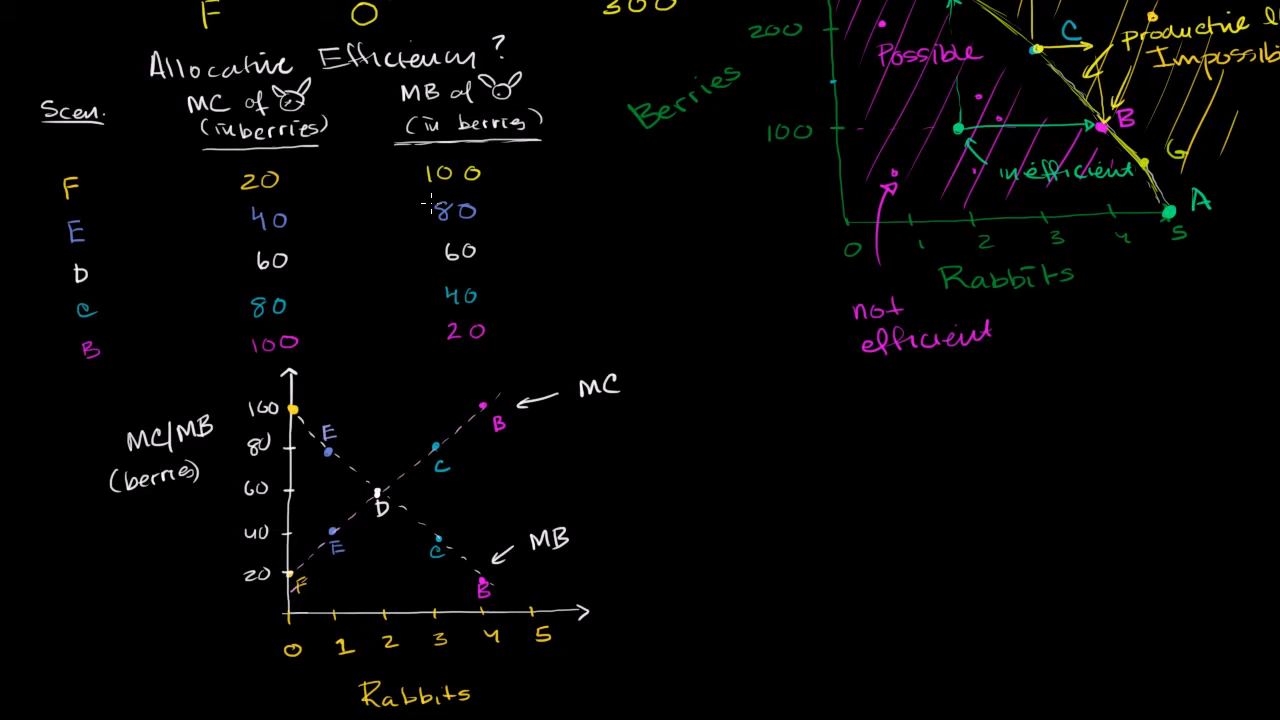 F 0 300
Allocative Efficiency?
Scen. MC of (in berries) MB of (in berries)
F 20 100
E 40 80
D 60 60
C 80 40
B 100 20
MC/MB
(berries)
100
80
60
40
20
E
D
C
B
F
E
C
B
MC
MB
0 1 2 3 4 5
Rabbits
200
100
Berries
Possible
C
Productive
Impossib
B
G
inefficient
A
0 1 2 3 4 5
Rabbits
not
efficient